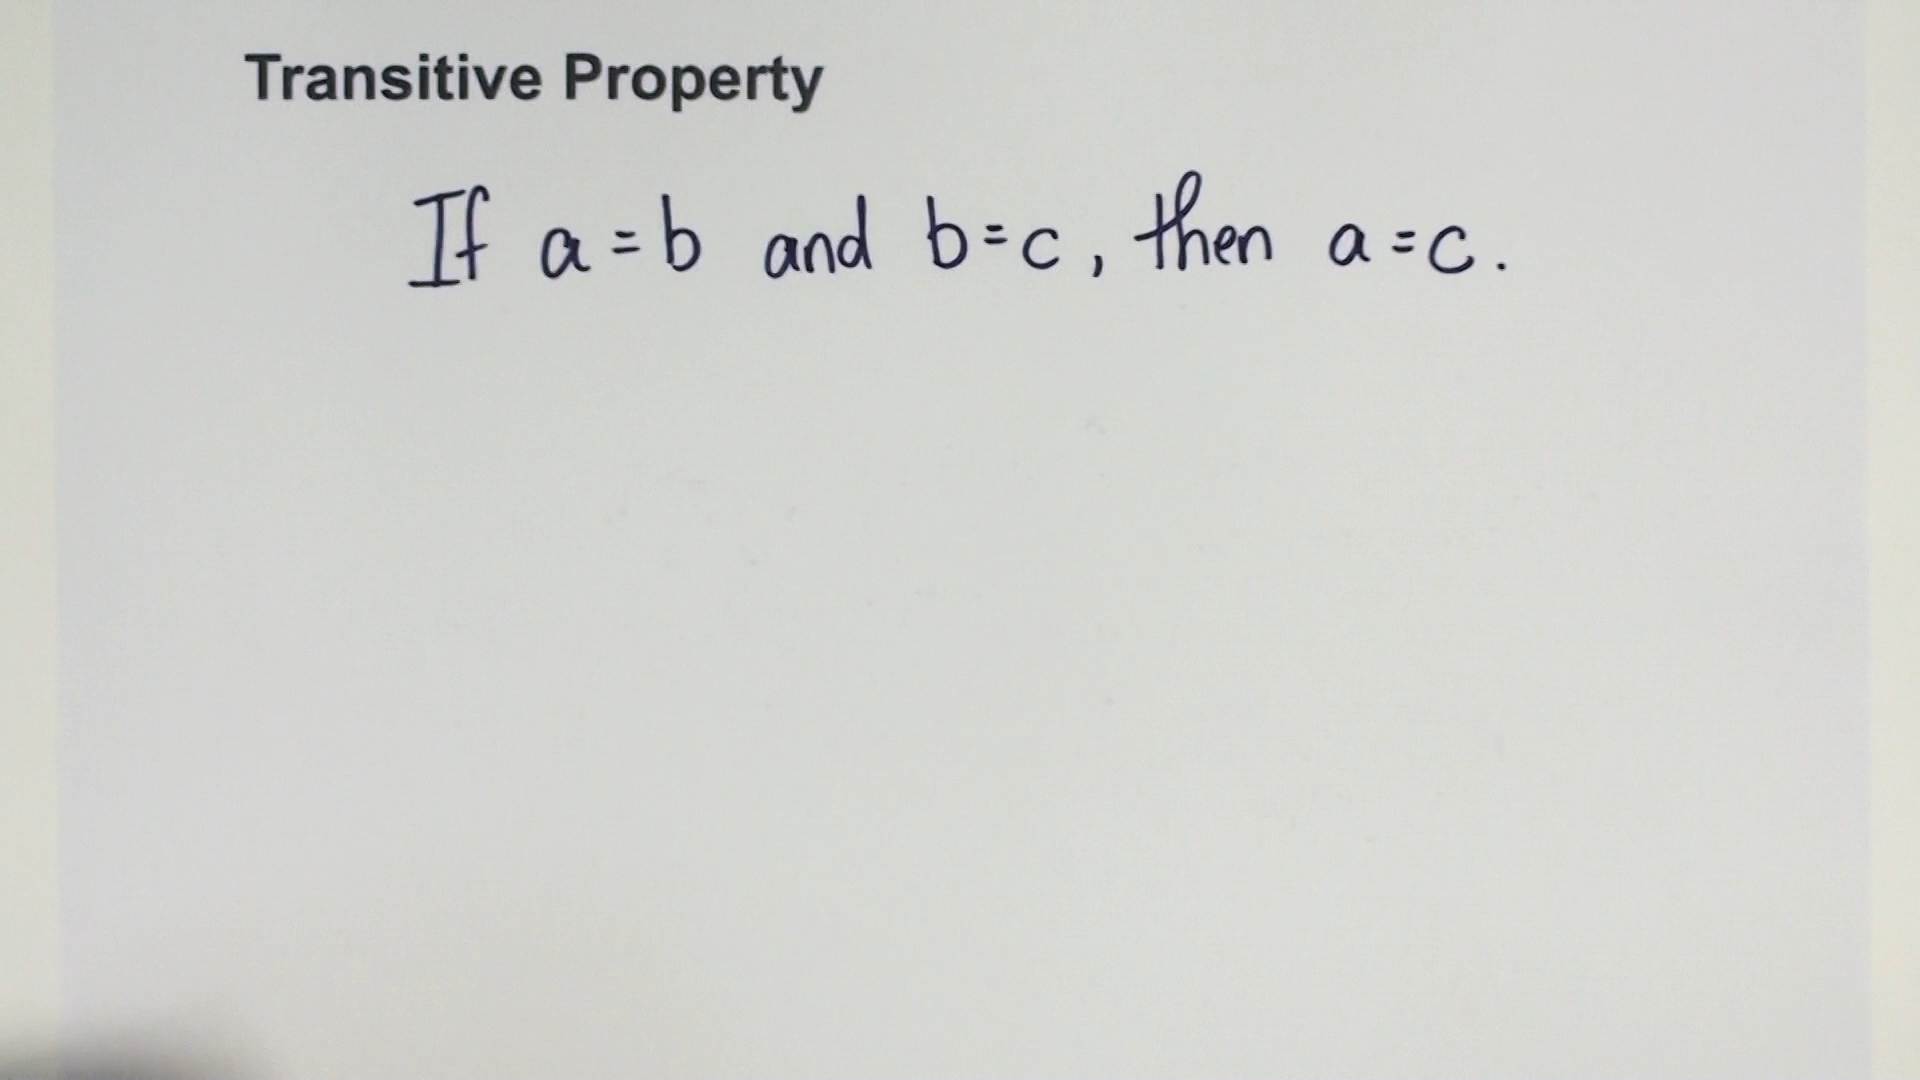 Transitive Property
If a = b and b = c, then a = c.